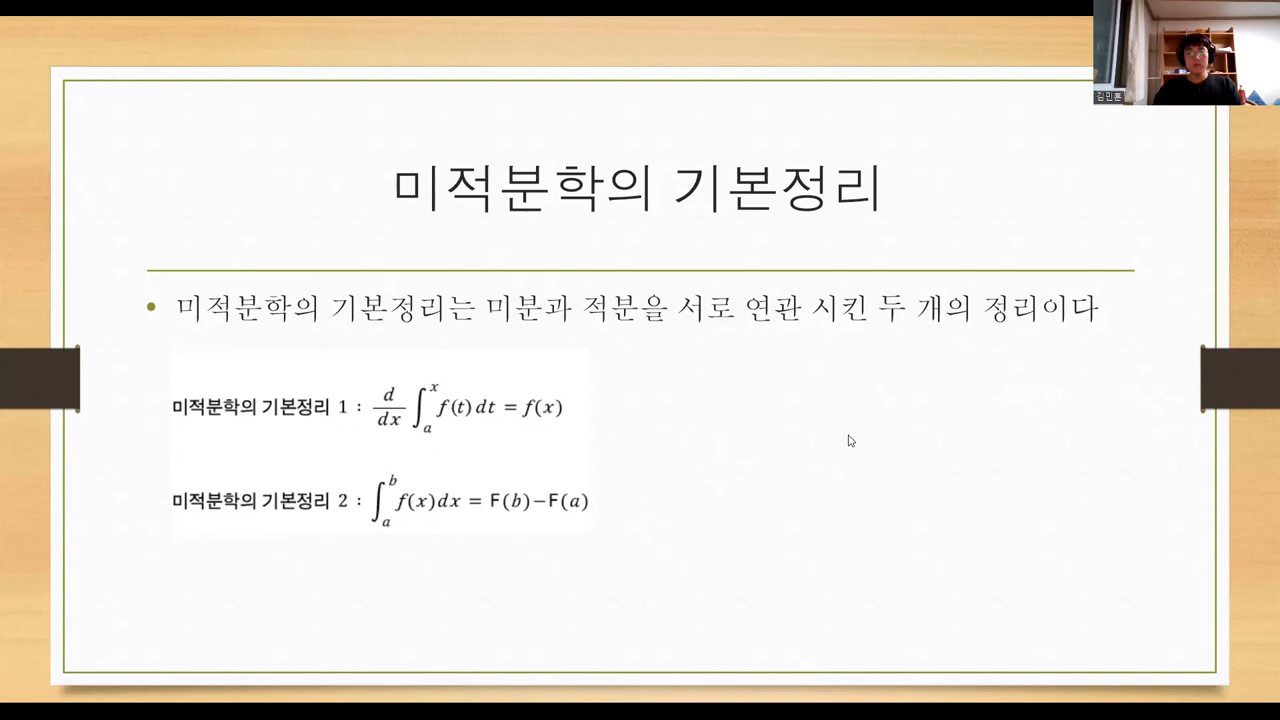 김민훈
미적분학의 기본정리
• 미적분학의 기본정리는 미분과 적분을 서로 연관 시킨 두 개의 정리이다
미적분학의 기본정리 1 : d/dx ∫_a^x f(t) dt = f(x)
미적분학의 기본정리 2 : ∫_a^b f(x)dx = F(b)−F(a)